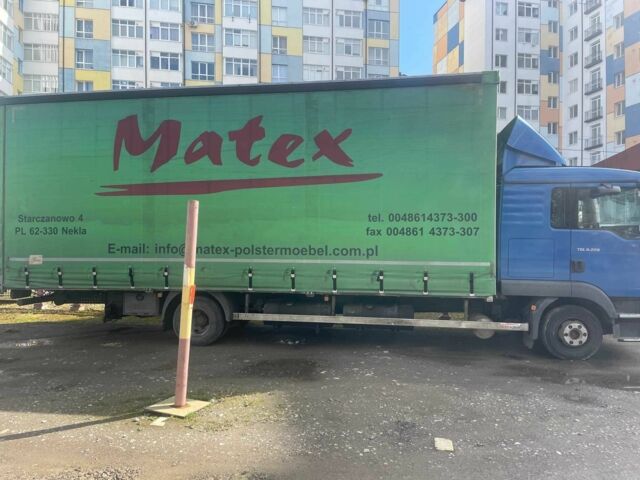 Matex
Starczanowo 4
PL 62-330 Nekla
tel. 0048614373-300
fax 004861 4373-307
E-mail: info@matex-polstermoebel.com.pl